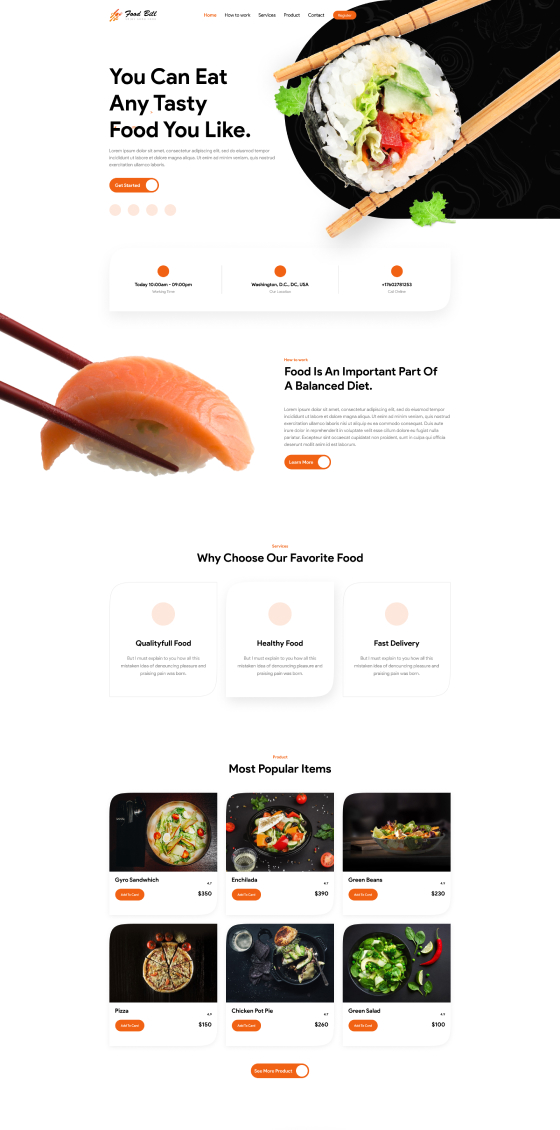 Food Bill
Home How to work Services Product Contact Register
You Can Eat
Any Tasty
Food You Like.
Lorem ipsum dolor sit amet, consectetur adipiscing elit, sed do eiusmod tempor
incididunt ut labore et dolore magna aliqua. Ut enim ad minim veniam, quis nostrud
exercitation ullamco laboris.
Get Started
Today 10:00am - 09:00pm
Working Time
Washington, D.C., DC, USA
Our Location
+17602781253
Call Online
How to work
Food Is An Important Part Of
A Balanced Diet.
Lorem ipsum dolor sit amet, consectetur adipiscing elit, sed do eiusmod tempor
incididunt ut labore et dolore magna aliqua. Ut enim ad minim veniam, quis nostrud
exercitation ullamco laboris nisi ut aliquip ex ea commodo consequat. Duis aute
irure dolor in reprehenderit in voluptate velit esse cillum dolore eu fugiat nulla
pariatur. Excepteur sint occaecat cupidatat non proident, sunt in culpa qui officia
deserunt mollit anim id est laborum.
Learn More
Services
Why Choose Our Favorite Food
Qualityfull Food
But I must explain to you how all this
mistaken idea of denouncing pleasure and
praising pain was born.
Healthy Food
But I must explain to you how all this
mistaken idea of denouncing pleasure and
praising pain was born.
Fast Delivery
But I must explain to you how all this
mistaken idea of denouncing pleasure and
praising pain was born.
Product
Most Popular Items
Gyro Sandwhich
4.9
Add To Card
$350
Enchilada
4.9
Add To Card
$390
Green Beans
4.9
Add To Card
$230
Pizza
4.9
Add To Card
$150
Chicken Pot Pie
4.9
Add To Card
$260
Green Salad
4.9
Add To Card
$100
See More Product